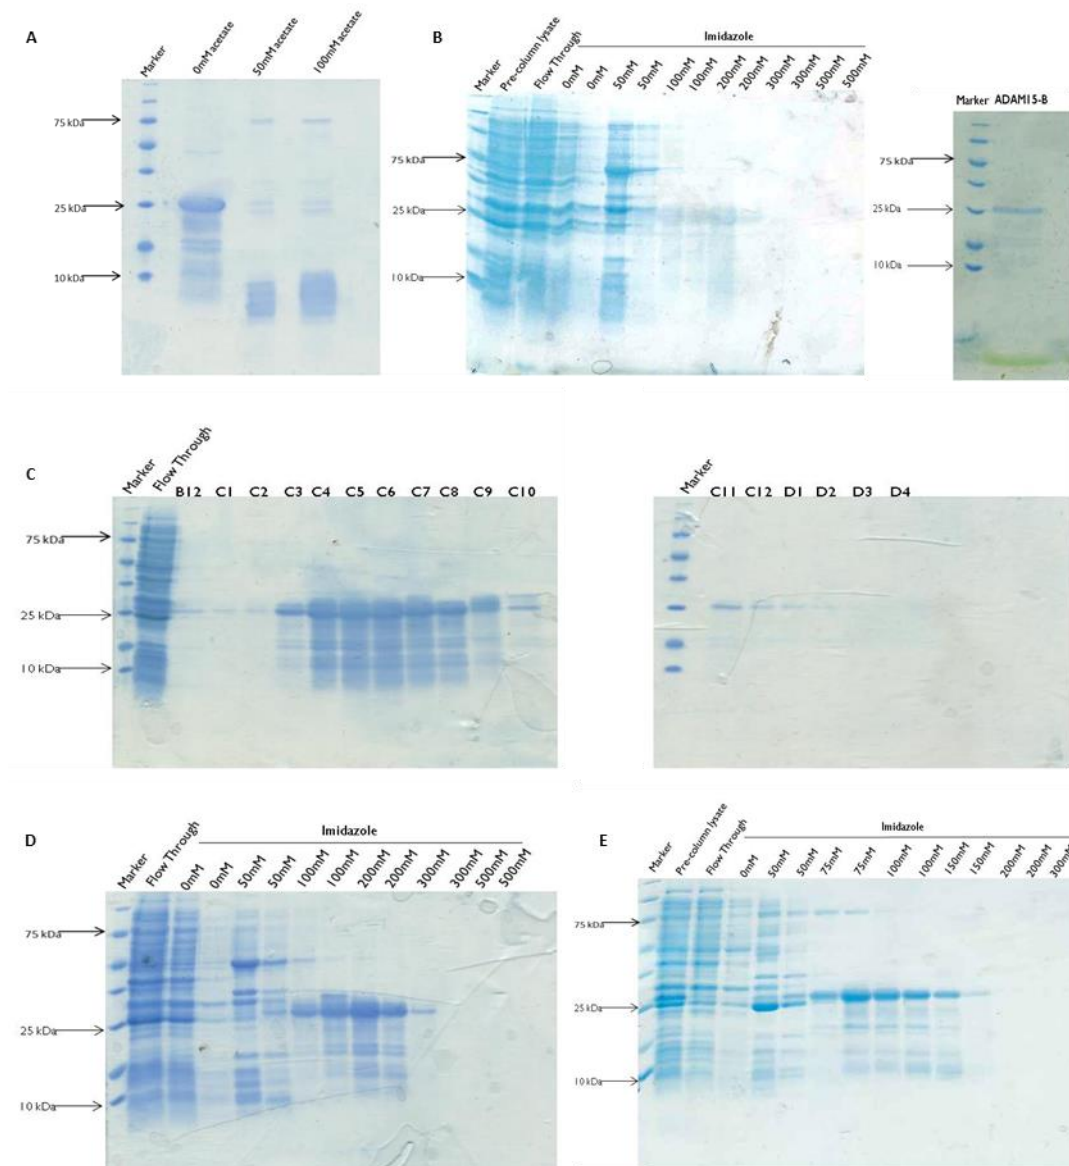 A
Marker
0mM acetate
50mM acetate
100mM acetate
75 kDa
25 kDa
10 kDa
B
Imidazole
Marker
Pre-column lysate
Flow Through
0mM
0mM
50mM
50mM
100mM
100mM
200mM
200mM
300mM
300mM
500mM
500mM
75 kDa
25 kDa
10 kDa
Marker ADAM15-B
75 kDa
25 kDa
10 kDa
C
Marker
Flow Through
B12 C1 C2 C3 C4 C5 C6 C7 C8 C9 C10
75 kDa
25 kDa
10 kDa
Marker
C11 C12 D1 D2 D3 D4
D
Imidazole
Marker
Flow Through
0mM
0mM
50mM
50mM
100mM
100mM
200mM
200mM
300mM
300mM
500mM
500mM
75 kDa
25 kDa
10 kDa
E
Imidazole
Marker
Pre-column lysate
Flow Through
0mM
50mM
50mM
75mM
75mM
100mM
100mM
150mM
150mM
200mM
200mM
300mM
75 kDa
25 kDa
10 kDa